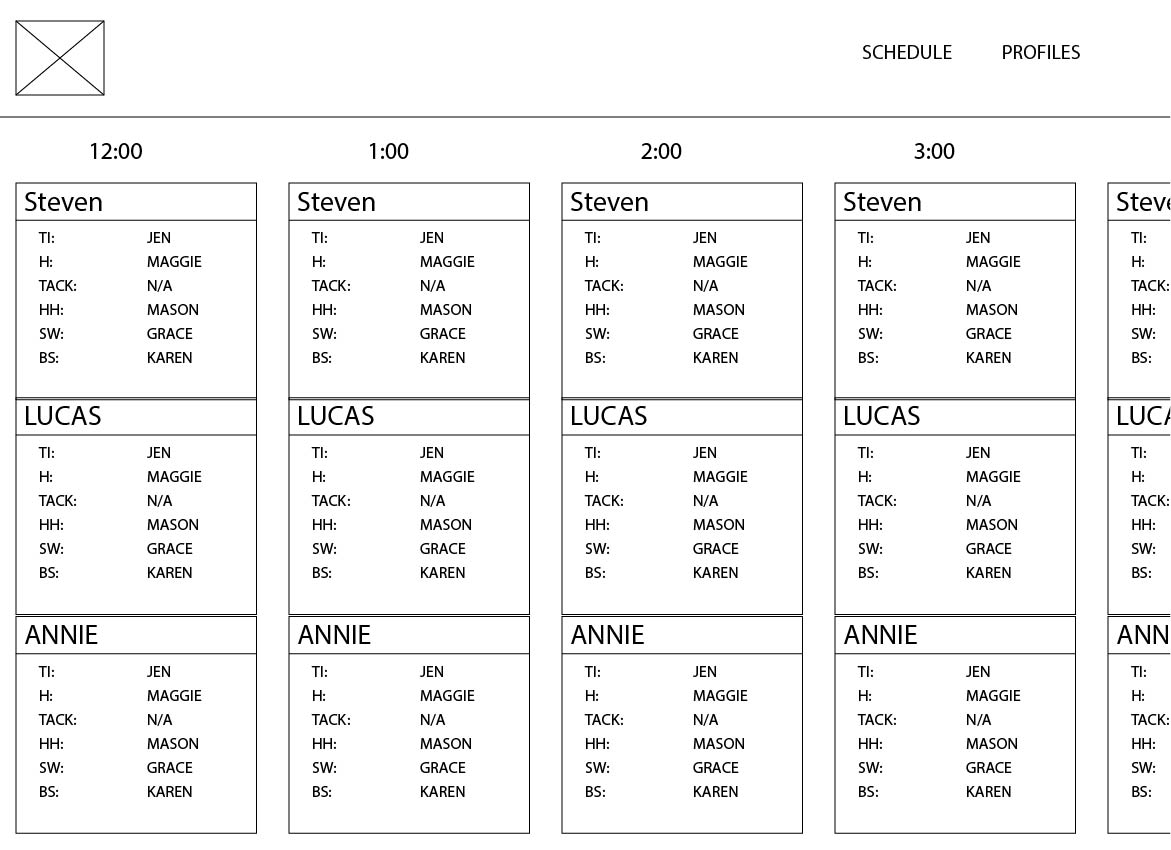 SCHEDULE PROFILES
12:00 1:00 2:00 3:00
Steven Steven Steven Steven Steve
TI: JEN TI: JEN TI: JEN TI: JEN TI:
H: MAGGIE H: MAGGIE H: MAGGIE H: MAGGIE H:
TACK: N/A TACK: N/A TACK: N/A TACK: N/A TACK:
HH: MASON HH: MASON HH: MASON HH: MASON HH:
SW: GRACE SW: GRACE SW: GRACE SW: GRACE SW:
BS: KAREN BS: KAREN BS: KAREN BS: KAREN BS:
LUCAS LUCAS LUCAS LUCAS LUCA
TI: JEN TI: JEN TI: JEN TI: JEN TI:
H: MAGGIE H: MAGGIE H: MAGGIE H: MAGGIE H:
TACK: N/A TACK: N/A TACK: N/A TACK: N/A TACK:
HH: MASON HH: MASON HH: MASON HH: MASON HH:
SW: GRACE SW: GRACE SW: GRACE SW: GRACE SW:
BS: KAREN BS: KAREN BS: KAREN BS: KAREN BS:
ANNIE ANNIE ANNIE ANNIE ANN
TI: JEN TI: JEN TI: JEN TI: JEN TI:
H: MAGGIE H: MAGGIE H: MAGGIE H: MAGGIE H:
TACK: N/A TACK: N/A TACK: N/A TACK: N/A TACK:
HH: MASON HH: MASON HH: MASON HH: MASON HH:
SW: GRACE SW: GRACE SW: GRACE SW: GRACE SW:
BS: KAREN BS: KAREN BS: KAREN BS: KAREN BS: